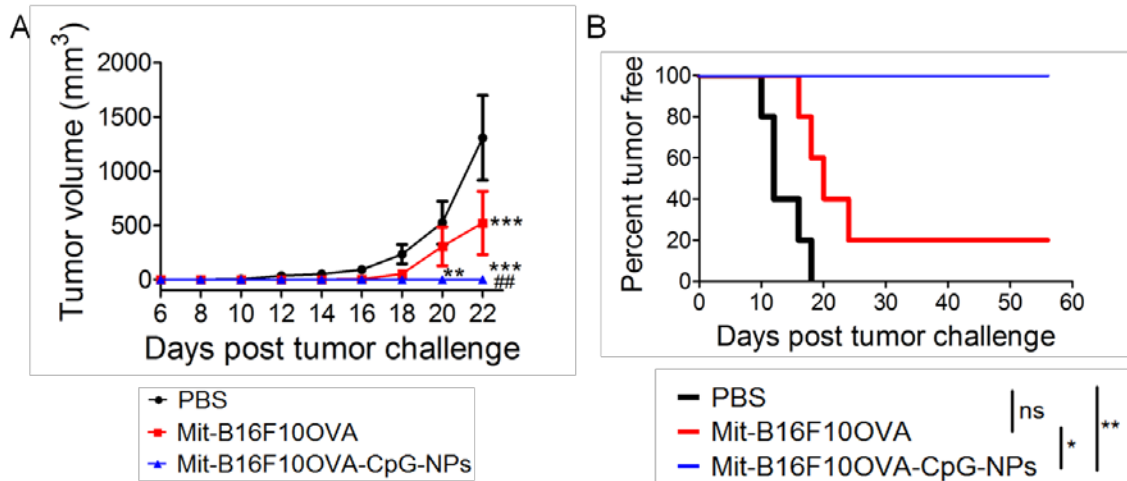 A
Tumor volume (mm³)
2000
1500
1000
500
0
***
**
***
##
6 8 10 12 14 16 18 20 22
Days post tumor challenge
PBS
Mit-B16F10OVA
Mit-B16F10OVA-CpG-NPs
B
Percent tumor free
100
80
60
40
20
0
0 10 20 30 40 50 60
Days post tumor challenge
PBS
Mit-B16F10OVA
Mit-B16F10OVA-CpG-NPs
ns
*
**